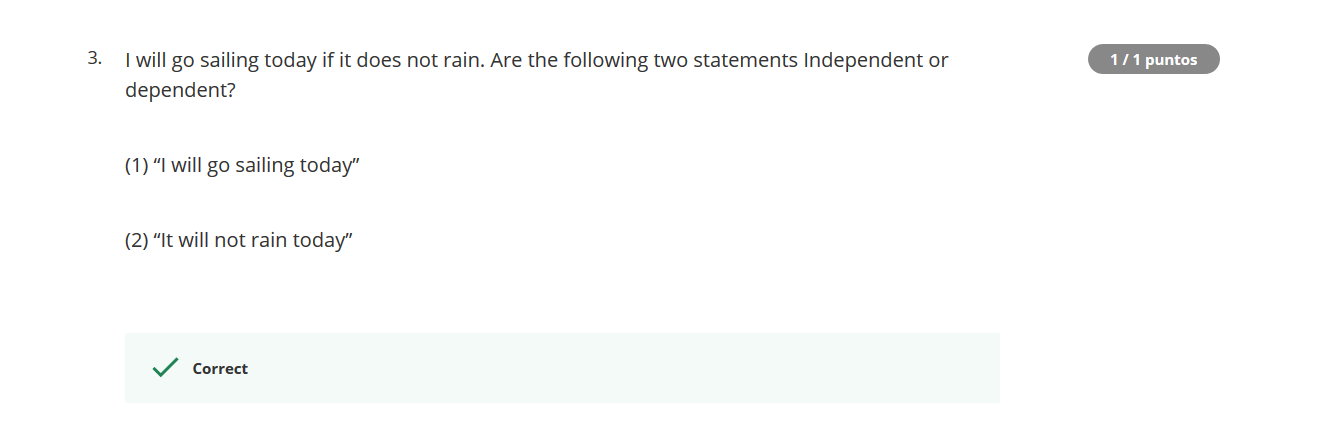 3. I will go sailing today if it does not rain. Are the following two statements Independent or
dependent?
1 / 1 puntos
(1) “I will go sailing today”
(2) “It will not rain today”
Correct